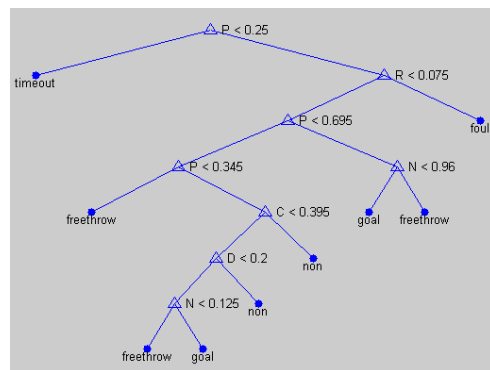 P < 0.25
timeout
R < 0.075
P < 0.695
foul
P < 0.345
N < 0.96
freethrow
C < 0.395
goal
freethrow
D < 0.2
non
N < 0.125
non
freethrow
goal